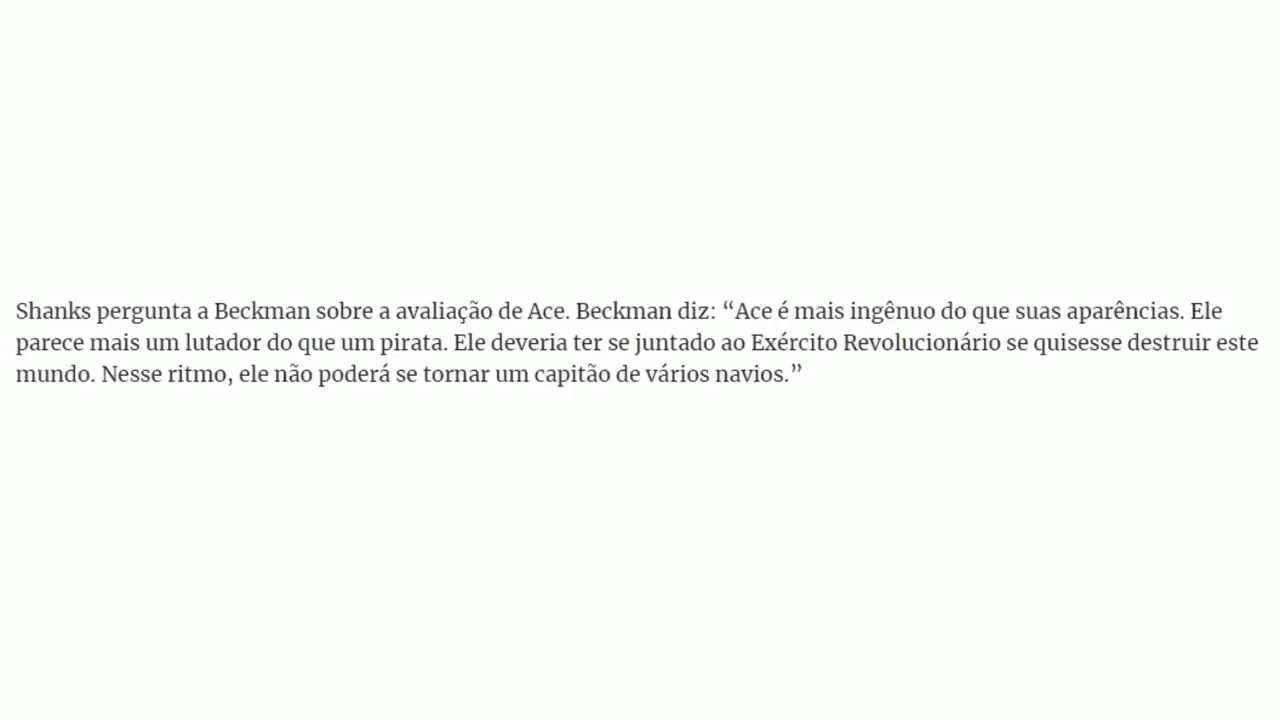 Shanks pergunta a Beckman sobre a avaliação de Ace. Beckman diz: “Ace é mais ingênuo do que suas aparências. Ele
parece mais um lutador do que um pirata. Ele deveria ter se juntado ao Exército Revolucionário se quisesse destruir este
mundo. Nesse ritmo, ele não poderá se tornar um capitão de vários navios.”